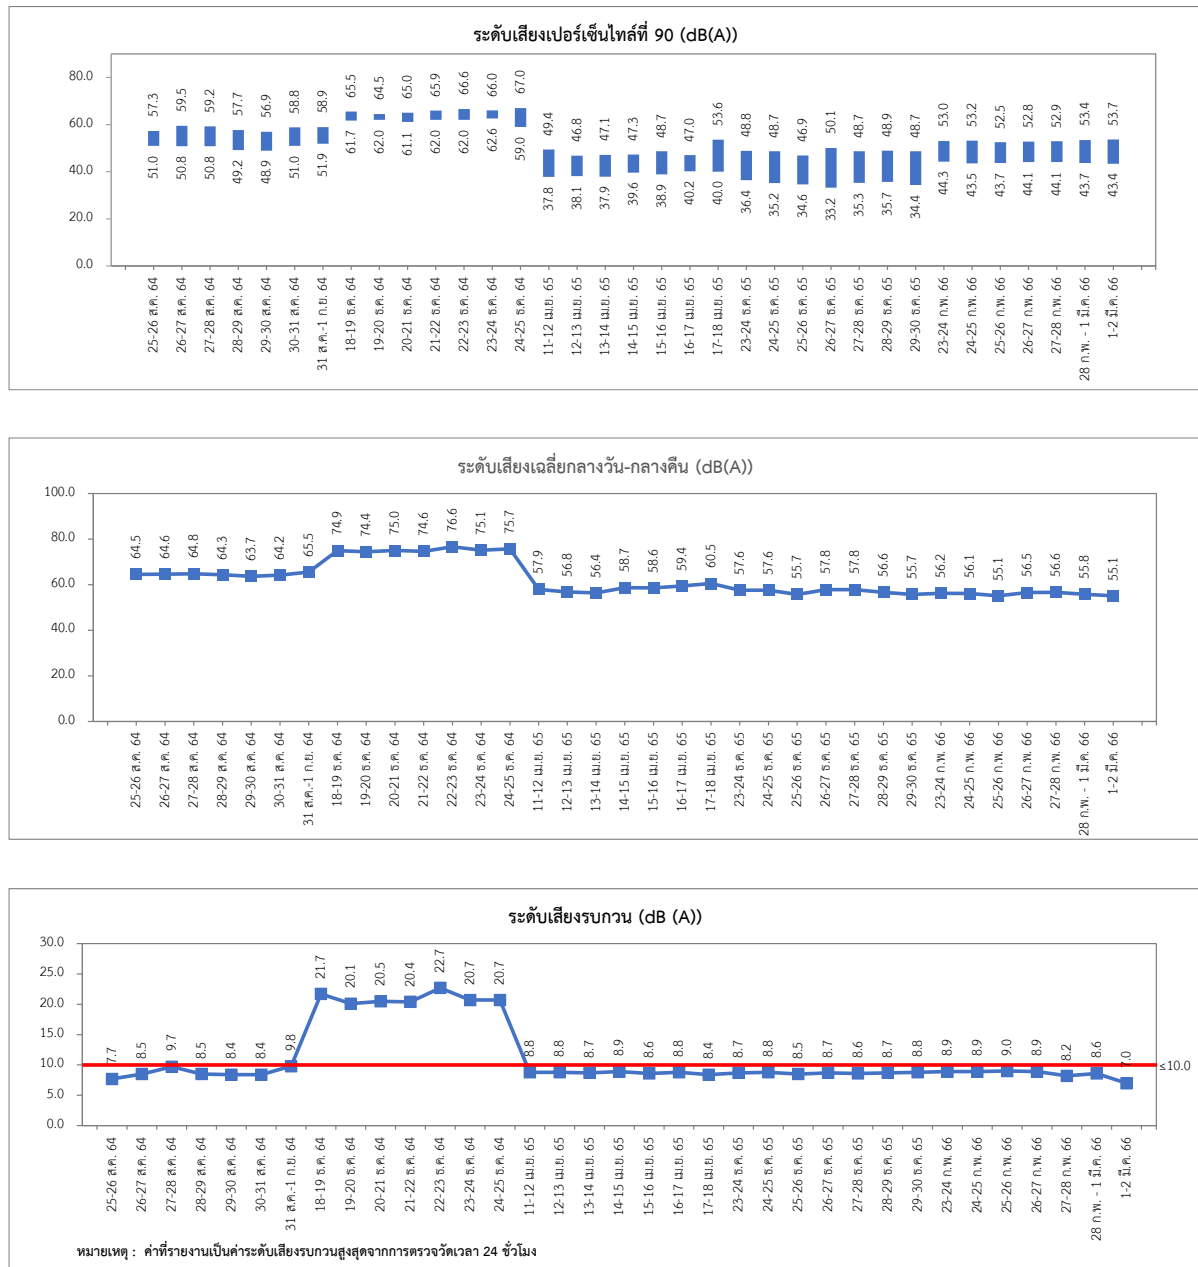 ระดับเสียงเปอร์เซ็นไทล์ที่ 90 (dB(A))
80.0
60.0
40.0
20.0
0.0
57.3 59.5 59.2 57.7 56.9 58.8 58.9 65.5 64.5 65.0 65.9 66.6 66.0 67.0 49.4 46.8 47.1 47.3 48.7 47.0 53.6 48.8 48.7 46.9 50.1 48.7 48.9 48.7 53.0 53.2 52.5 52.8 52.9 53.4 53.7
51.0 50.8 50.8 49.2 48.9 51.0 51.9 61.7 62.0 61.1 62.0 62.0 62.6 59.0 37.8 38.1 37.9 39.6 38.9 40.2 40.0 36.4 35.2 34.6 33.2 35.3 35.7 34.4 44.3 43.5 43.7 44.1 44.1 43.7 43.4
25-26 ส.ค. 64
26-27 ส.ค. 64
27-28 ส.ค. 64
28-29 ส.ค. 64
29-30 ส.ค. 64
30-31 ส.ค. 64
31 ส.ค.-1 ก.ย. 64
18-19 ธ.ค. 64
19-20 ธ.ค. 64
20-21 ธ.ค. 64
21-22 ธ.ค. 64
22-23 ธ.ค. 64
23-24 ธ.ค. 64
24-25 ธ.ค. 64
11-12 เม.ย. 65
12-13 เม.ย. 65
13-14 เม.ย. 65
14-15 เม.ย. 65
15-16 เม.ย. 65
16-17 เม.ย. 65
17-18 เม.ย. 65
23-24 ธ.ค. 65
24-25 ธ.ค. 65
25-26 ธ.ค. 65
26-27 ธ.ค. 65
27-28 ธ.ค. 65
28-29 ธ.ค. 65
29-30 ธ.ค. 65
23-24 ก.พ. 66
24-25 ก.พ. 66
25-26 ก.พ. 66
26-27 ก.พ. 66
27-28 ก.พ. 66
28 ก.พ. - 1 มี.ค. 66
1-2 มี.ค. 66
ระดับเสียงเฉลี่ยกลางวัน-กลางคืน (dB(A))
100.0
80.0
60.0
40.0
20.0
0.0
64.5 64.6 64.8 64.3 63.7 64.2 65.5 74.9 74.4 75.0 74.6 76.6 75.1 75.7 57.9 56.8 56.4 58.7 58.6 59.4 60.5 57.6 57.6 55.7 57.8 57.8 56.6 55.7 56.2 56.1 55.1 56.5 56.6 55.8 55.1
25-26 ส.ค. 64
26-27 ส.ค. 64
27-28 ส.ค. 64
28-29 ส.ค. 64
29-30 ส.ค. 64
30-31 ส.ค. 64
31 ส.ค.-1 ก.ย. 64
18-19 ธ.ค. 64
19-20 ธ.ค. 64
20-21 ธ.ค. 64
21-22 ธ.ค. 64
22-23 ธ.ค. 64
23-24 ธ.ค. 64
24-25 ธ.ค. 64
11-12 เม.ย. 65
12-13 เม.ย. 65
13-14 เม.ย. 65
14-15 เม.ย. 65
15-16 เม.ย. 65
16-17 เม.ย. 65
17-18 เม.ย. 65
23-24 ธ.ค. 65
24-25 ธ.ค. 65
25-26 ธ.ค. 65
26-27 ธ.ค. 65
27-28 ธ.ค. 65
28-29 ธ.ค. 65
29-30 ธ.ค. 65
23-24 ก.พ. 66
24-25 ก.พ. 66
25-26 ก.พ. 66
26-27 ก.พ. 66
27-28 ก.พ. 66
28 ก.พ. - 1 มี.ค. 66
1-2 มี.ค. 66
ระดับเสียงรบกวน (dB (A))
30.0
25.0
20.0
15.0
10.0
5.0
0.0
7.7 8.5 9.7 8.5 8.4 8.4 9.8 21.7 20.1 20.5 20.4 22.7 20.7 20.7 8.8 8.8 8.7 8.9 8.6 8.8 8.4 8.7 8.8 8.5 8.7 8.6 8.7 8.8 8.9 8.9 9.0 8.9 8.2 8.6 7.0
≤10.0
25-26 ส.ค. 64
26-27 ส.ค. 64
27-28 ส.ค. 64
28-29 ส.ค. 64
29-30 ส.ค. 64
30-31 ส.ค. 64
31 ส.ค.-1 ก.ย. 64
18-19 ธ.ค. 64
19-20 ธ.ค. 64
20-21 ธ.ค. 64
21-22 ธ.ค. 64
22-23 ธ.ค. 64
23-24 ธ.ค. 64
24-25 ธ.ค. 64
11-12 เม.ย. 65
12-13 เม.ย. 65
13-14 เม.ย. 65
14-15 เม.ย. 65
15-16 เม.ย. 65
16-17 เม.ย. 65
17-18 เม.ย. 65
23-24 ธ.ค. 65
24-25 ธ.ค. 65
25-26 ธ.ค. 65
26-27 ธ.ค. 65
27-28 ธ.ค. 65
28-29 ธ.ค. 65
29-30 ธ.ค. 65
23-24 ก.พ. 66
24-25 ก.พ. 66
25-26 ก.พ. 66
26-27 ก.พ. 66
27-28 ก.พ. 66
28 ก.พ. - 1 มี.ค. 66
1-2 มี.ค. 66
หมายเหตุ : ค่าที่รายงานเป็นค่าระดับเสียงรบกวนสูงสุดจากการตรวจวัดเวลา 24 ชั่วโมง